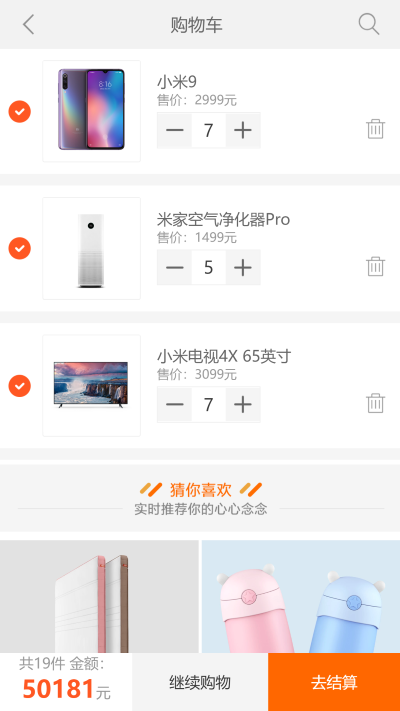 购物车
小米9
售价：2999元
7
米家空气净化器Pro
售价：1499元
5
小米电视4X 65英寸
售价：3099元
7
猜你喜欢
实时推荐你的心心念念
共19件 金额：
50181元
继续购物
去结算